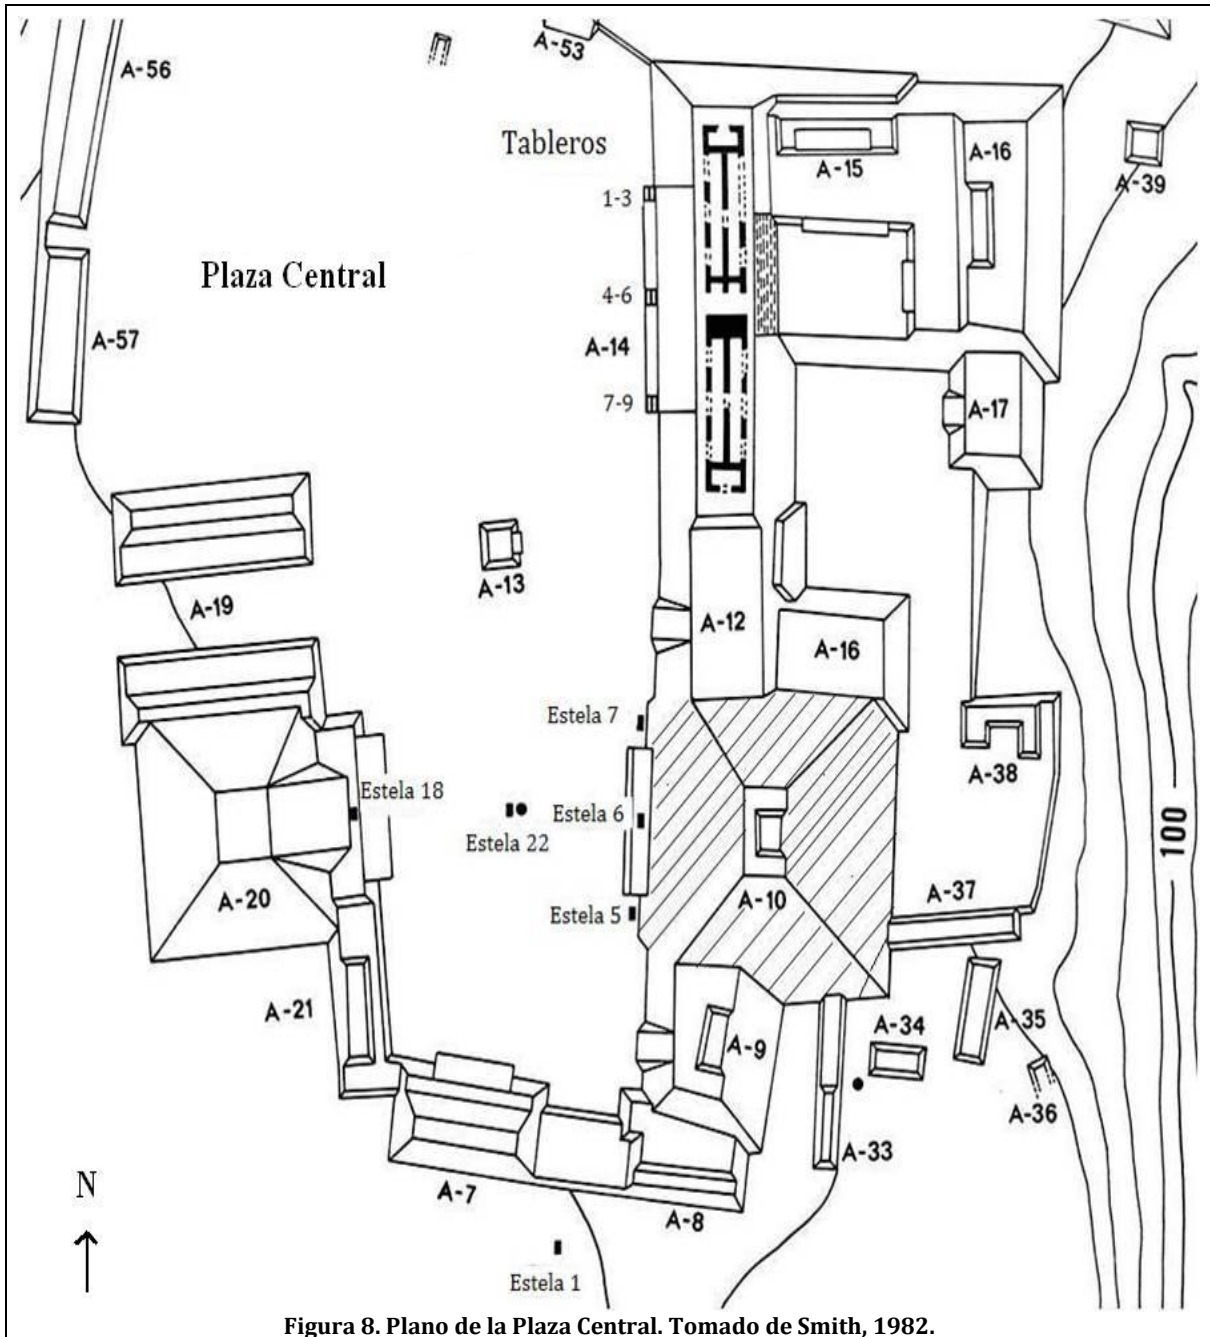 A-53
A-56
Tableros
A-15
A-16
A-39
1-3
Plaza Central
4-6
A-57
A-14
7-9
A-17
A-13
A-19
A-12
A-16
Estela 7
A-38
Estela 18
Estela 6
Estela 22
100
A-20
A-10
A-37
Estela 5
A-21
A-34
A-35
A-9
A-36
A-33
N
A-7
A-8
Estela 1
Figura 8. Plano de la Plaza Central. Tomado de Smith, 1982.